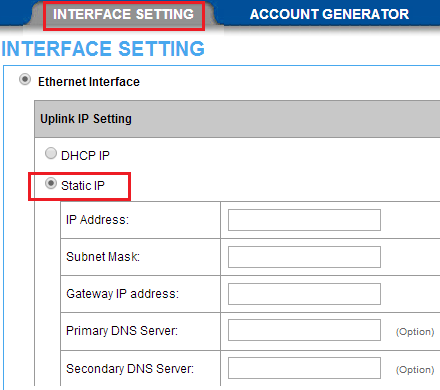 INTERFACE SETTING ACCOUNT GENERATOR
INTERFACE SETTING
Ethernet Interface
Uplink IP Setting
DHCP IP
Static IP
IP Address:
Subnet Mask:
Gateway IP address:
Primary DNS Server: (Option)
Secondary DNS Server: (Option)